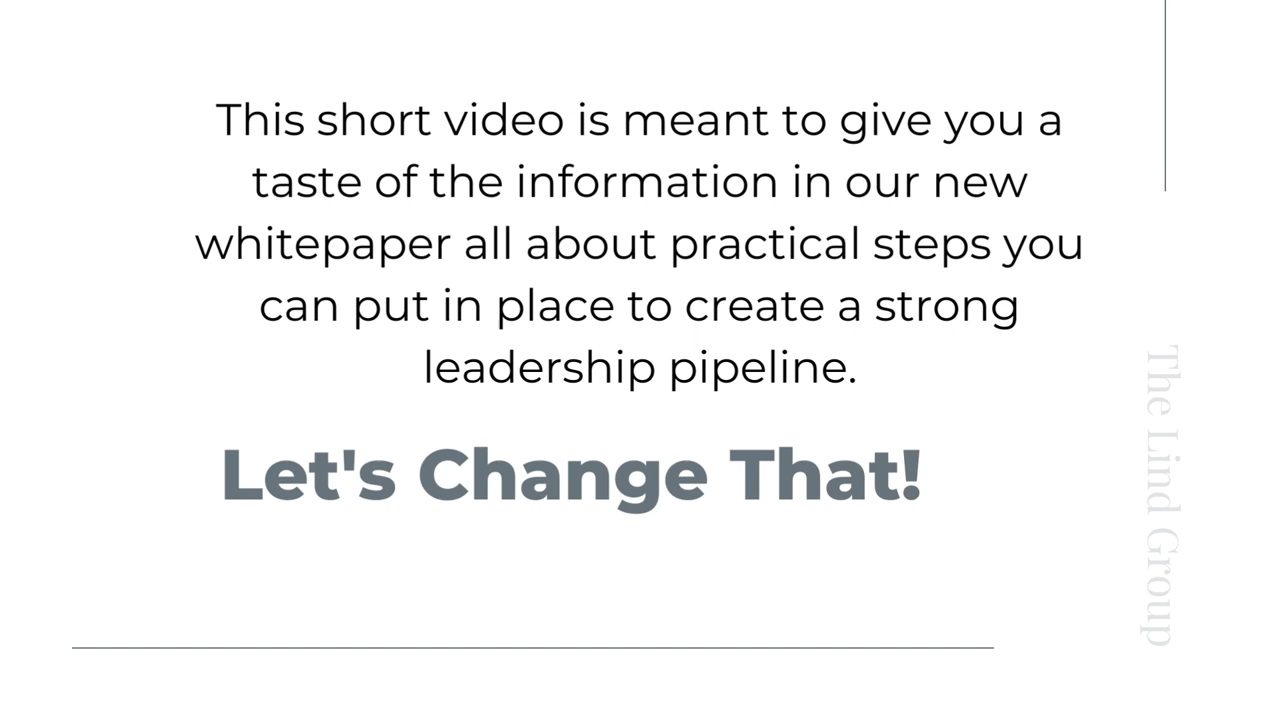 This short video is meant to give you a
taste of the information in our new
whitepaper all about practical steps you
can put in place to create a strong
leadership pipeline.
Let's Change That!
The Lind Group